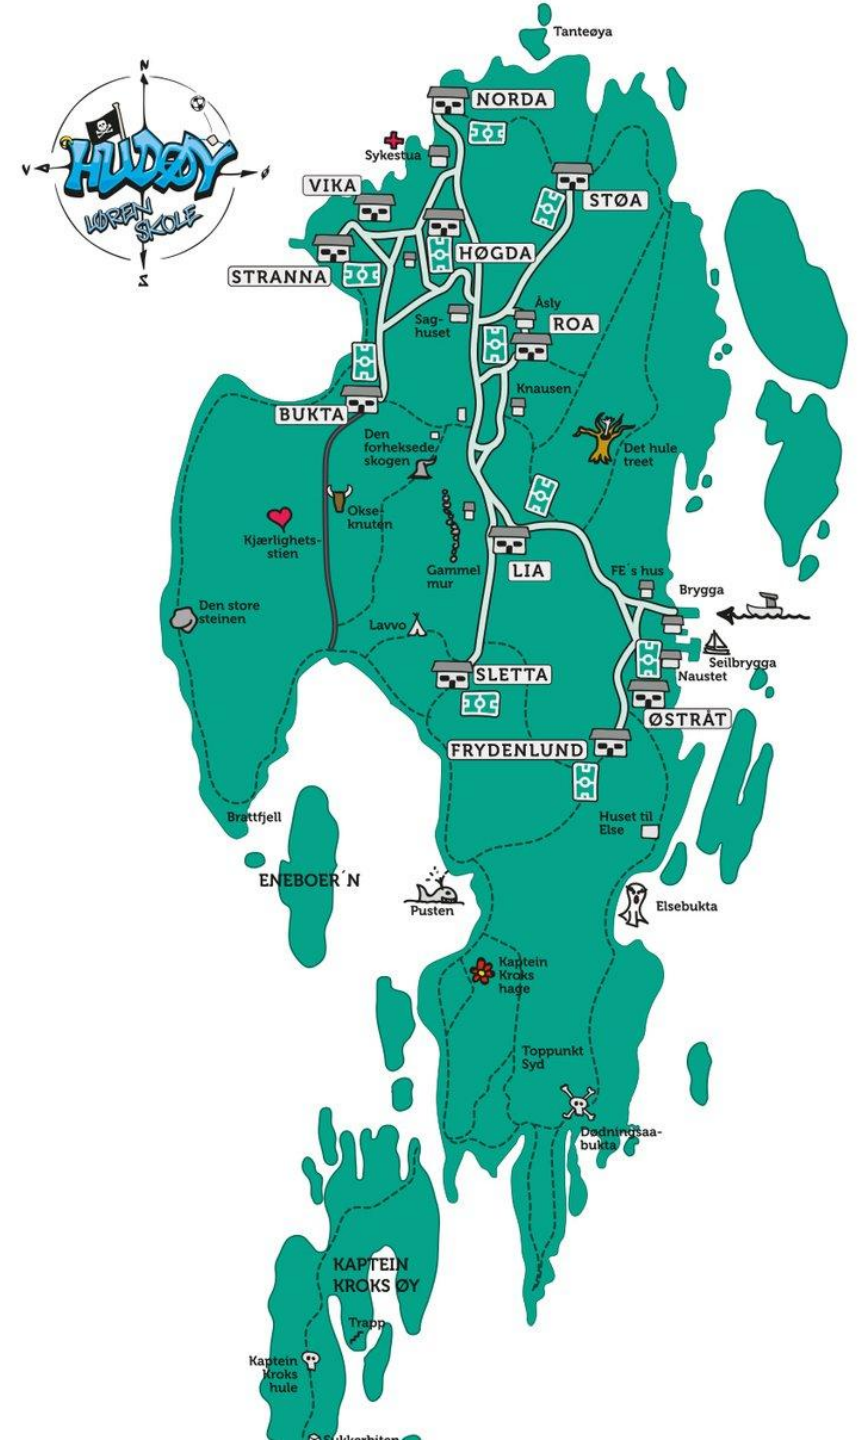 Tanteøya
N
HUDØY
V
Ø
LØREN
SKOLE
S
NORDA
Sykestua
VIKA
STØA
STRANNA
HØGDA
Åsly
Sag-
huset
ROA
Knausen
BUKTA
Den
forheksede
skogen
Det hule
treet
Okse-
knuten
Kjærlighets-
stien
Gammel
mur
LIA
FE´s hus
Brygga
Den store
steinen
Lavvo
Seilbrygga
Naustet
SLETTA
ØSTRÅT
FRYDENLUND
Brattfjell
Huset til
Else
ENEBOER´N
Pusten
Elsebukta
Kaptein
Kroks
hage
Toppunkt
Syd
Dødningsaa-
bukta
KAPTEIN
KROKS ØY
Trapp
Kaptein
Kroks
hule